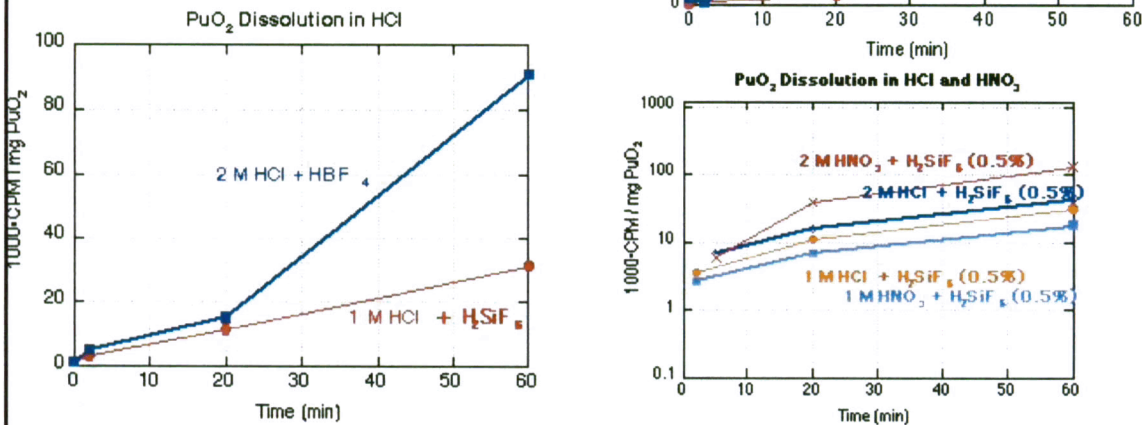 PuO₂ Dissolution in HCl
100
80
60
40
20
0
1000·CPM / mg PuO₂
2 M HCl + HBF₄
1 M HCl + H₂SiF₆
0 10 20 30 40 50 60
Time (min)
0
0 10 20 30 40 50 60
Time (min)
PuO₂ Dissolution in HCl and HNO₃
1000
100
10
1
0.1
1000·CPM / mg PuO₂
2 M HNO₃ + H₂SiF₆ (0.5%)
2 M HCl + H₂SiF₆ (0.5%)
1 M HCl + H₂SiF₆ (0.5%)
1 M HNO₃ + H₂SiF₆ (0.5%)
0 10 20 30 40 50 60
Time (min)